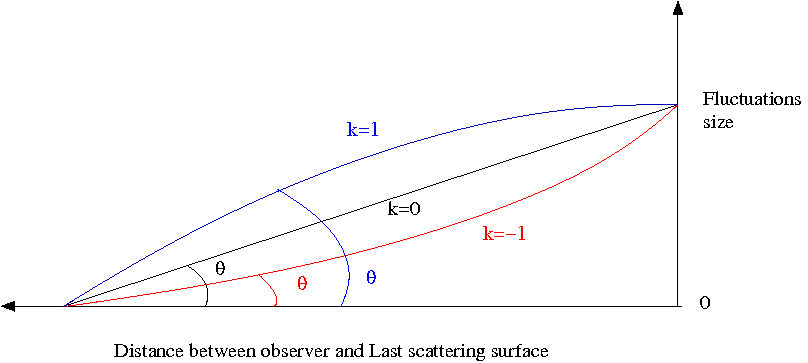 Fluctuations
size
k=1
k=0
k=−1
θ
θ
θ
0
Distance between observer and Last scattering surface